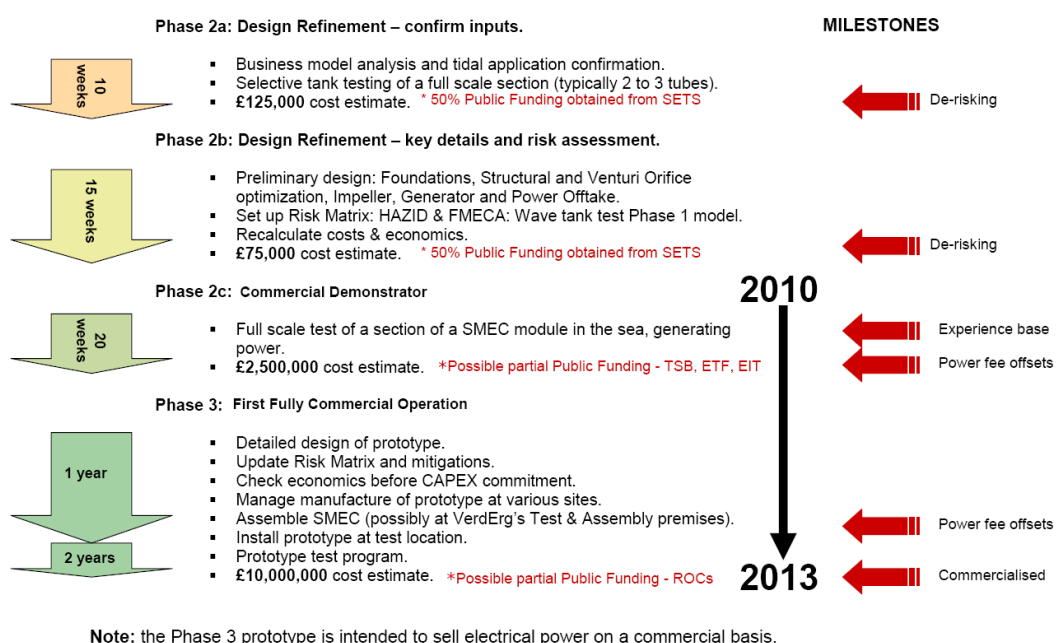 Phase 2a: Design Refinement – confirm inputs.
MILESTONES
10 weeks
▪ Business model analysis and tidal application confirmation.
▪ Selective tank testing of a full scale section (typically 2 to 3 tubes).
▪ £125,000 cost estimate. * 50% Public Funding obtained from SETS
De-risking
Phase 2b: Design Refinement – key details and risk assessment.
15 weeks
▪ Preliminary design: Foundations, Structural and Venturi Orifice
optimization, Impeller, Generator and Power Offtake.
▪ Set up Risk Matrix: HAZID & FMECA: Wave tank test Phase 1 model.
▪ Recalculate costs & economics.
▪ £75,000 cost estimate. * 50% Public Funding obtained from SETS
De-risking
2010
Phase 2c: Commercial Demonstrator
20 weeks
▪ Full scale test of a section of a SMEC module in the sea, generating
power.
Experience base
▪ £2,500,000 cost estimate. *Possible partial Public Funding - TSB, ETF, EIT
Power fee offsets
Phase 3: First Fully Commercial Operation
1 year
▪ Detailed design of prototype.
▪ Update Risk Matrix and mitigations.
▪ Check economics before CAPEX commitment.
▪ Manage manufacture of prototype at various sites.
▪ Assemble SMEC (possibly at VerdErg's Test & Assembly premises).
Power fee offsets
▪ Install prototype at test location.
2 years
▪ Prototype test program.
▪ £10,000,000 cost estimate. *Possible partial Public Funding - ROCs
2013
Commercialised
Note: the Phase 3 prototype is intended to sell electrical power on a commercial basis.